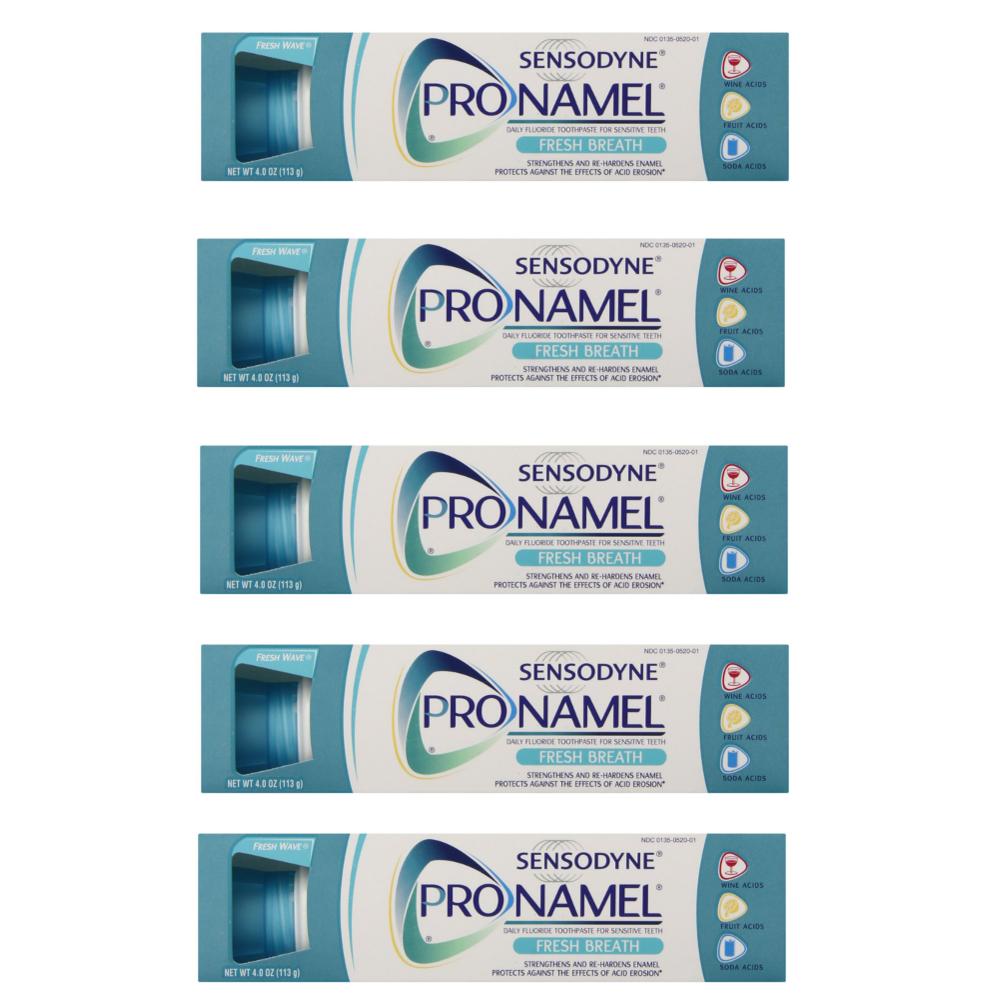 FRESH WAVE®
NDC 0135-0520-01
SENSODYNE®
PRONAMEL®
DAILY FLUORIDE TOOTHPASTE FOR SENSITIVE TEETH
FRESH BREATH
STRENGTHENS AND RE-HARDENS ENAMEL
PROTECTS AGAINST THE EFFECTS OF ACID EROSION*
NET WT 4.0 OZ (113 g)
WINE ACIDS
FRUIT ACIDS
SODA ACIDS
FRESH WAVE®
NDC 0135-0520-01
SENSODYNE®
PRONAMEL®
DAILY FLUORIDE TOOTHPASTE FOR SENSITIVE TEETH
FRESH BREATH
STRENGTHENS AND RE-HARDENS ENAMEL
PROTECTS AGAINST THE EFFECTS OF ACID EROSION*
NET WT 4.0 OZ (113 g)
WINE ACIDS
FRUIT ACIDS
SODA ACIDS
FRESH WAVE®
NDC 0135-0520-01
SENSODYNE®
PRONAMEL®
DAILY FLUORIDE TOOTHPASTE FOR SENSITIVE TEETH
FRESH BREATH
STRENGTHENS AND RE-HARDENS ENAMEL
PROTECTS AGAINST THE EFFECTS OF ACID EROSION*
NET WT 4.0 OZ (113 g)
WINE ACIDS
FRUIT ACIDS
SODA ACIDS
FRESH WAVE®
NDC 0135-0520-01
SENSODYNE®
PRONAMEL®
DAILY FLUORIDE TOOTHPASTE FOR SENSITIVE TEETH
FRESH BREATH
STRENGTHENS AND RE-HARDENS ENAMEL
PROTECTS AGAINST THE EFFECTS OF ACID EROSION*
NET WT 4.0 OZ (113 g)
WINE ACIDS
FRUIT ACIDS
SODA ACIDS
FRESH WAVE®
NDC 0135-0520-01
SENSODYNE®
PRONAMEL®
DAILY FLUORIDE TOOTHPASTE FOR SENSITIVE TEETH
FRESH BREATH
STRENGTHENS AND RE-HARDENS ENAMEL
PROTECTS AGAINST THE EFFECTS OF ACID EROSION*
NET WT 4.0 OZ (113 g)
WINE ACIDS
FRUIT ACIDS
SODA ACIDS